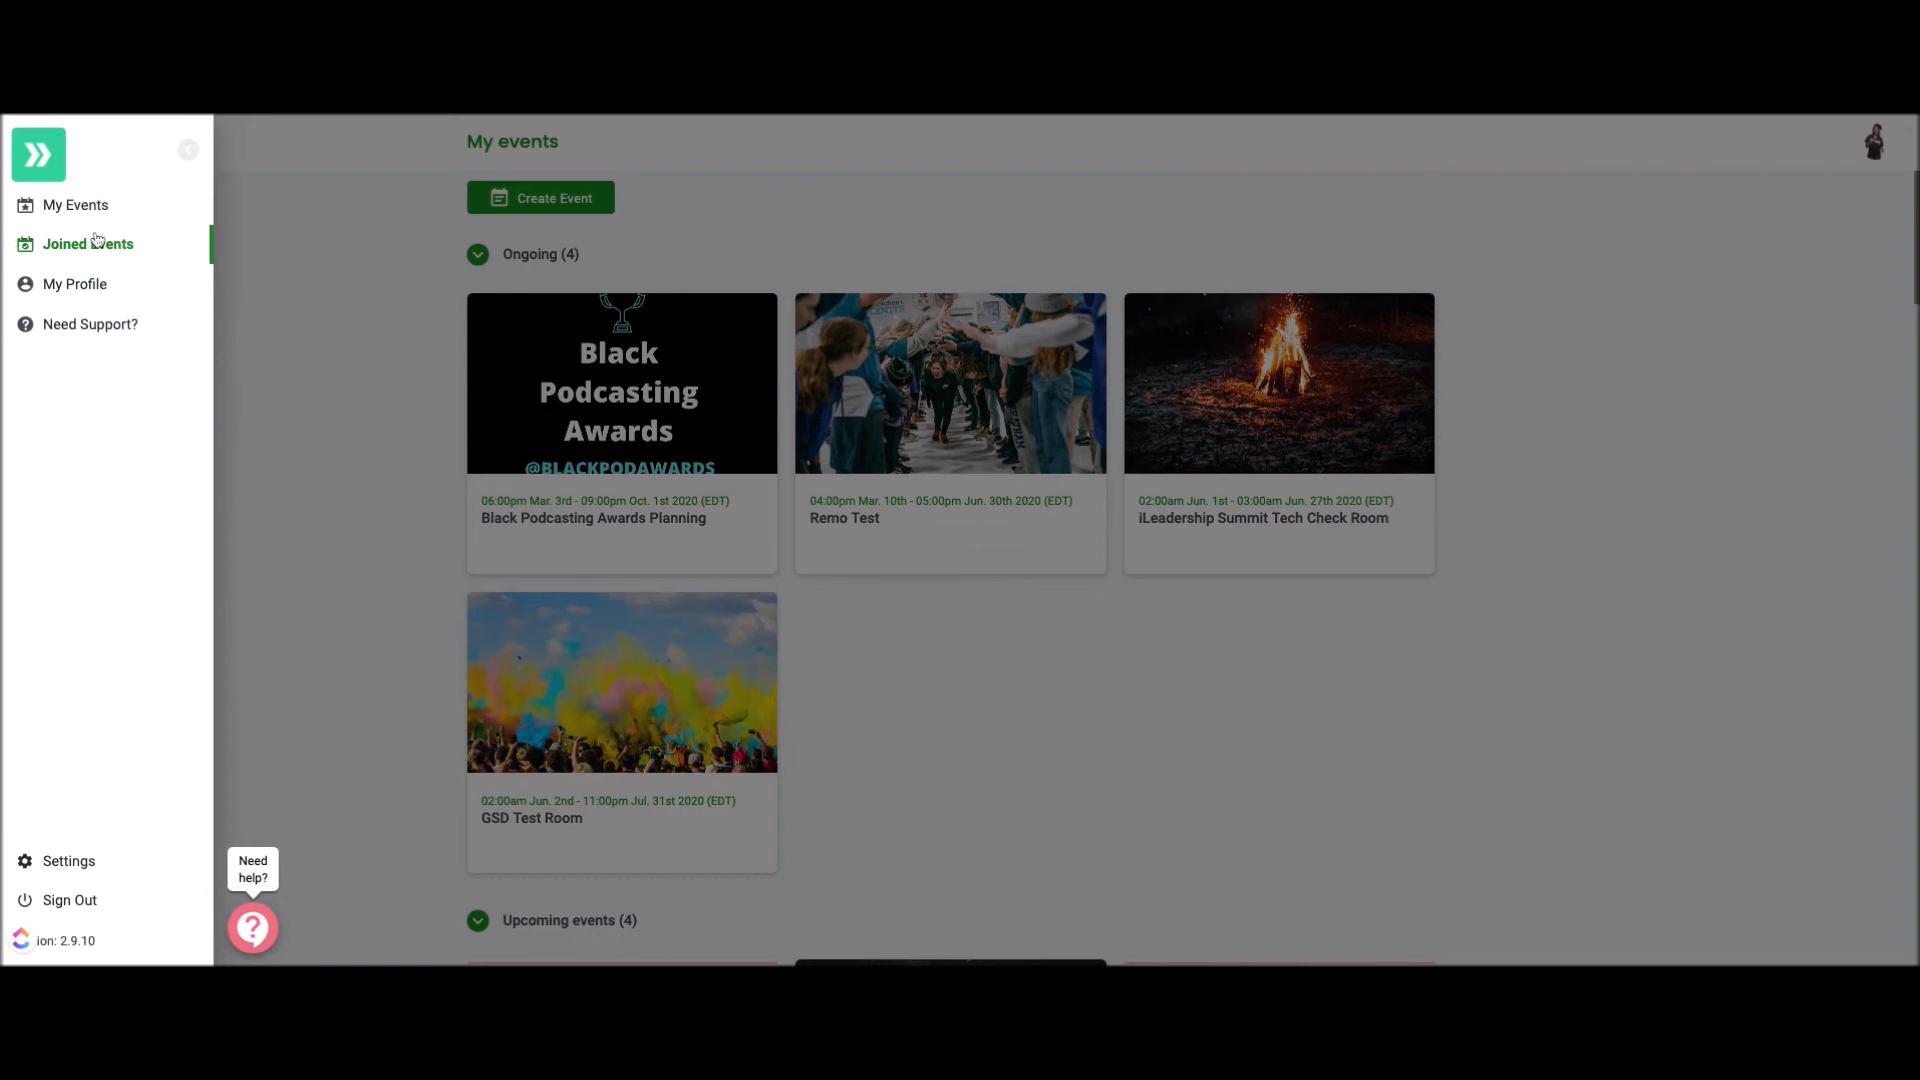 My Events
Joined Events
My Profile
Need Support?
Settings
Sign Out
ion: 2.9.10
Need
help?
My events
Create Event
Ongoing (4)
Black
Podcasting
Awards
@BLACKPODAWARDS
06:00pm Mar. 3rd - 09:00pm Oct. 1st 2020 (EDT)
Black Podcasting Awards Planning
CENTER
04:00pm Mar. 10th - 05:00pm Jun. 30th 2020 (EDT)
Remo Test
02:00am Jun. 1st - 03:00am Jun. 27th 2020 (EDT)
iLeadership Summit Tech Check Room
02:00am Jun. 2nd - 11:00pm Jul. 31st 2020 (EDT)
GSD Test Room
Upcoming events (4)